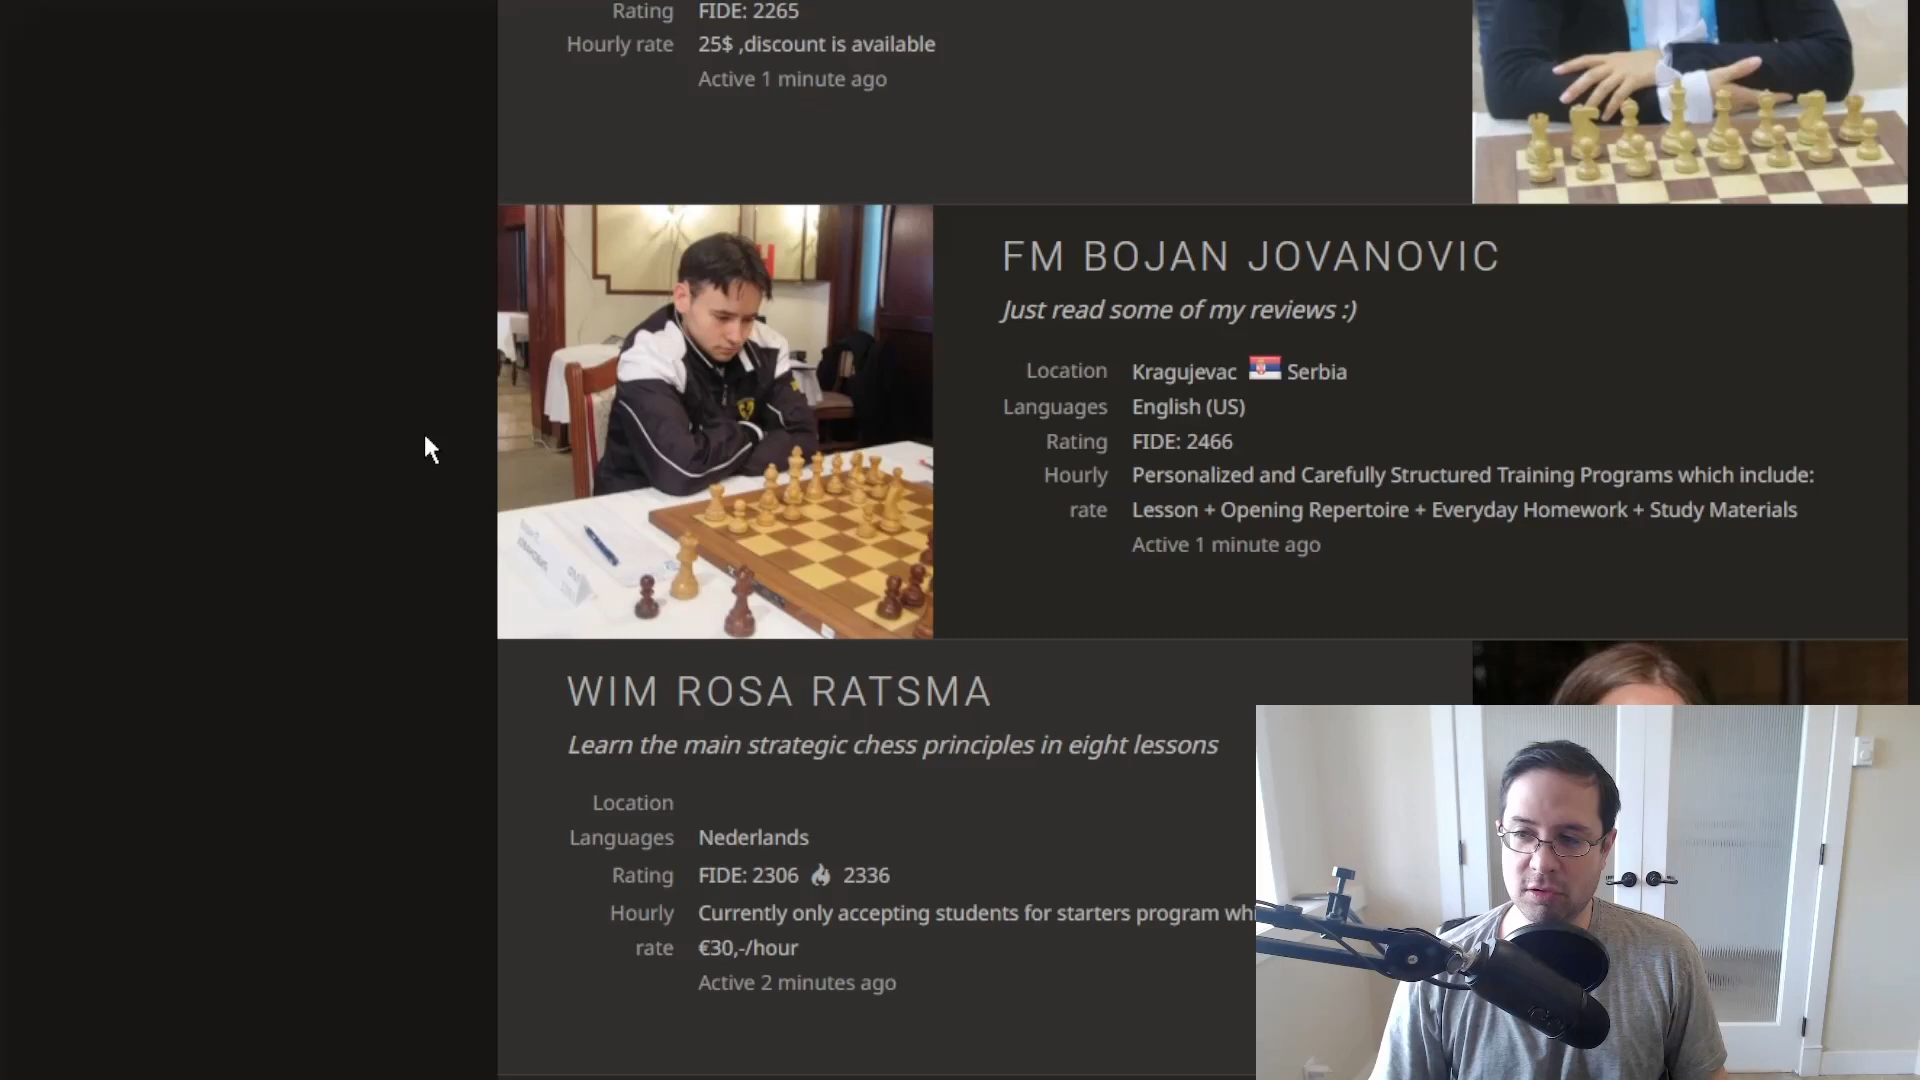 Rating FIDE: 2265
Hourly rate 25$ ,discount is available
Active 1 minute ago
FM BOJAN JOVANOVIC
Just read some of my reviews :)
Location Kragujevac Serbia
Languages English (US)
Rating FIDE: 2466
Hourly Personalized and Carefully Structured Training Programs which include:
rate Lesson + Opening Repertoire + Everyday Homework + Study Materials
Active 1 minute ago
WIM ROSA RATSMA
Learn the main strategic chess principles in eight lessons
Location
Languages Nederlands
Rating FIDE: 2306 2336
Hourly Currently only accepting students for starters program
rate €30,-/hour
Active 2 minutes ago